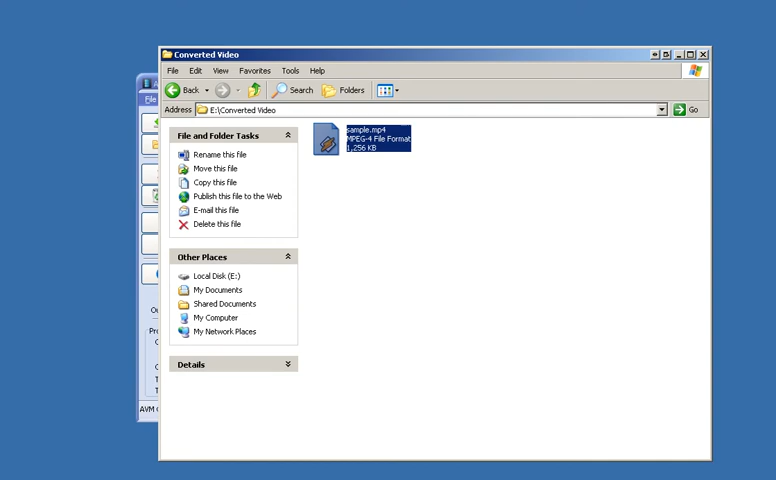 Converted Video
File Edit View Favorites Tools Help
Back Search Folders
Address E:\Converted Video Go
File and Folder Tasks
Rename this file
Move this file
Copy this file
Publish this file to the Web
E-mail this file
Delete this file
Other Places
Local Disk (E:)
My Documents
Shared Documents
My Computer
My Network Places
Details
sample.mp4
MPEG-4 File Format
1,256 KB
File
AVM